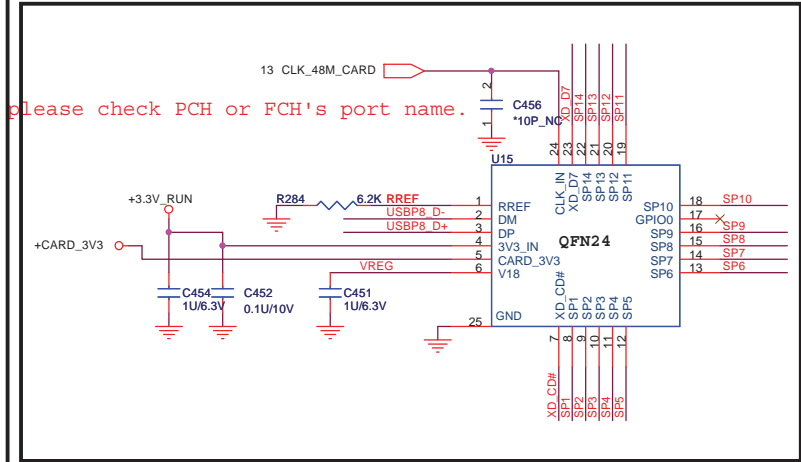 13 CLK_48M_CARD
please check PCH or FCH's port name.
2
1
C456
*10P_NC
XD_D7
SP14
SP13
SP12
SP11
24
23
22
21
20
19
U15
CLK_IN
XD_D7
SP14
SP13
SP12
SP11
R284
6.2K
RREF
1
RREF
USBP8_D-
2
DM
USBP8_D+
3
DP
4
3V3_IN
5
CARD_3V3
VREG
6
V18
25
GND
QFN24
SP10
18
SP10
GPIO0
17
SP9
16
SP9
SP8
15
SP8
SP7
14
SP7
SP6
13
SP6
+3.3V_RUN
+CARD_3V3
C454
1U/6.3V
C452
0.1U/10V
C451
1U/6.3V
XD_CD#
SP1
SP2
SP3
SP4
SP5
7
8
9
10
11
12
XD_CD#
SP1
SP2
SP3
SP4
SP5